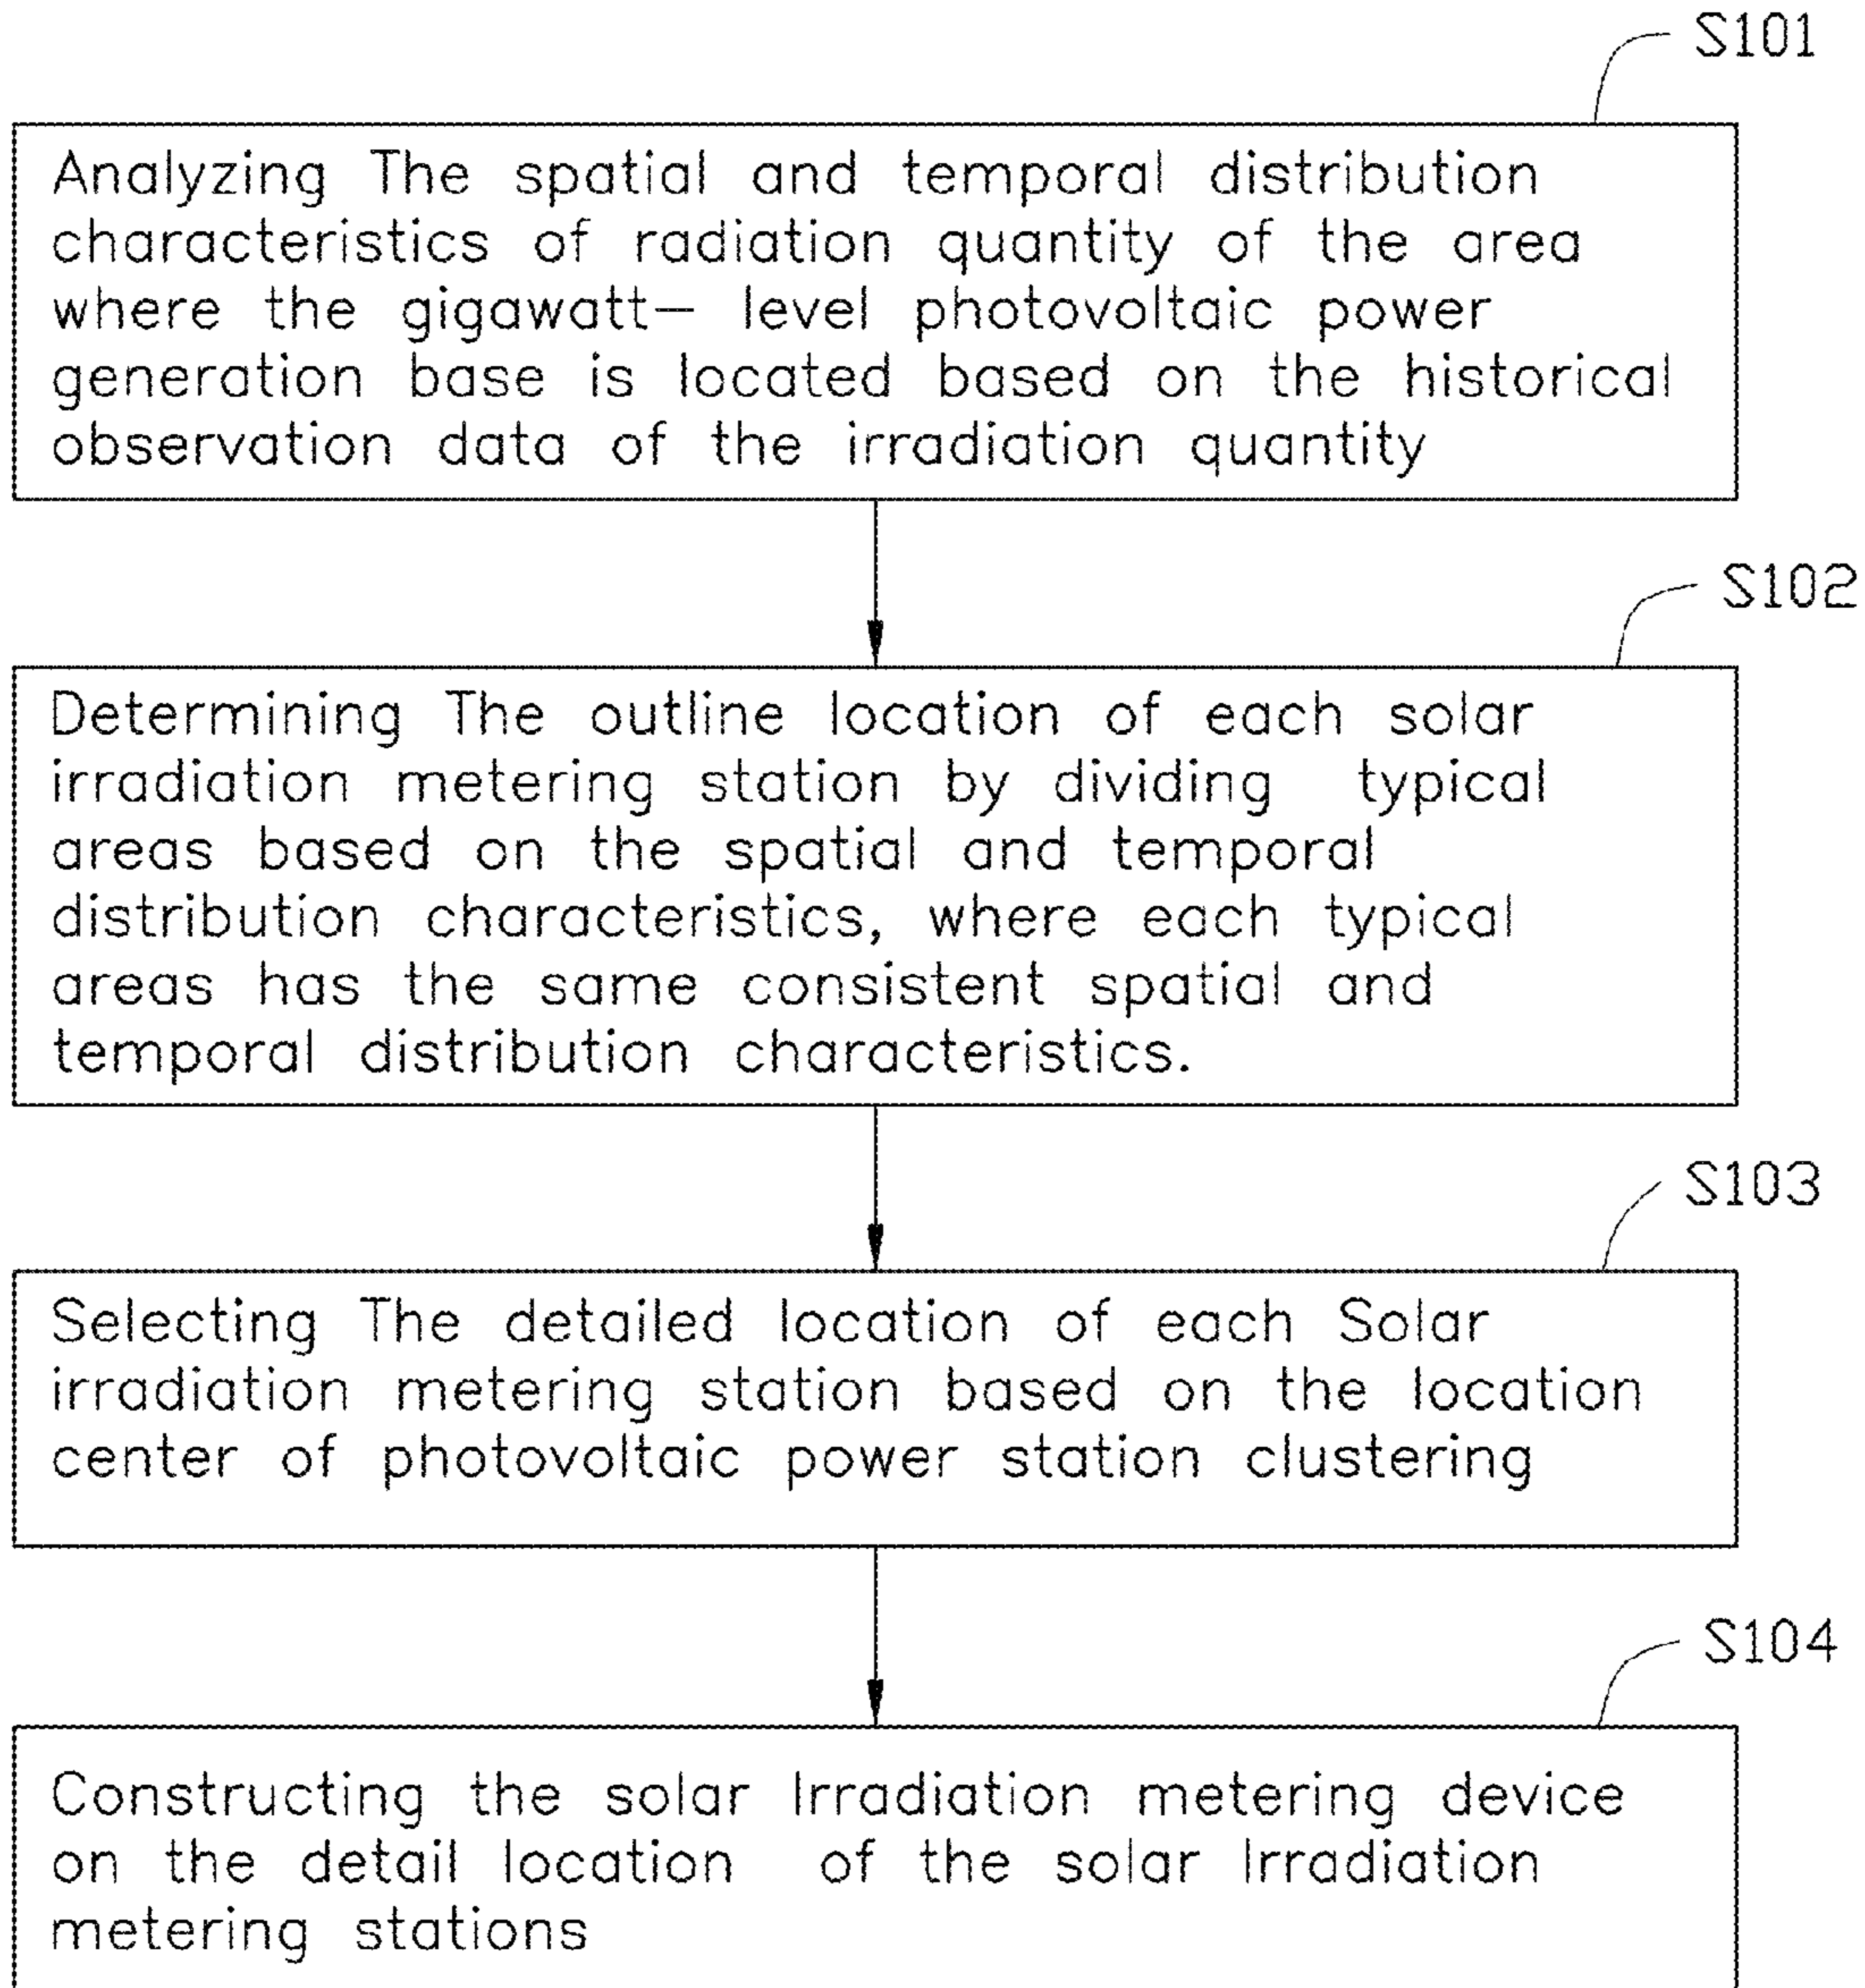 S101
Analyzing The spatial and temporal distribution
characteristics of radiation quantity of the area
where the gigawatt— level photovoltaic power
generation base is located based on the historical
observation data of the irradiation quantity
S102
Determining The outline location of each solar
irradiation metering station by dividing typical
areas based on the spatial and temporal
distribution characteristics, where each typical
areas has the same consistent spatial and
temporal distribution characteristics.
S103
Selecting The detailed location of each Solar
irradiation metering station based on the location
center of photovoltaic power station clustering
S104
Constructing the solar Irradiation metering device
on the detail location of the solar Irradiation
metering stations